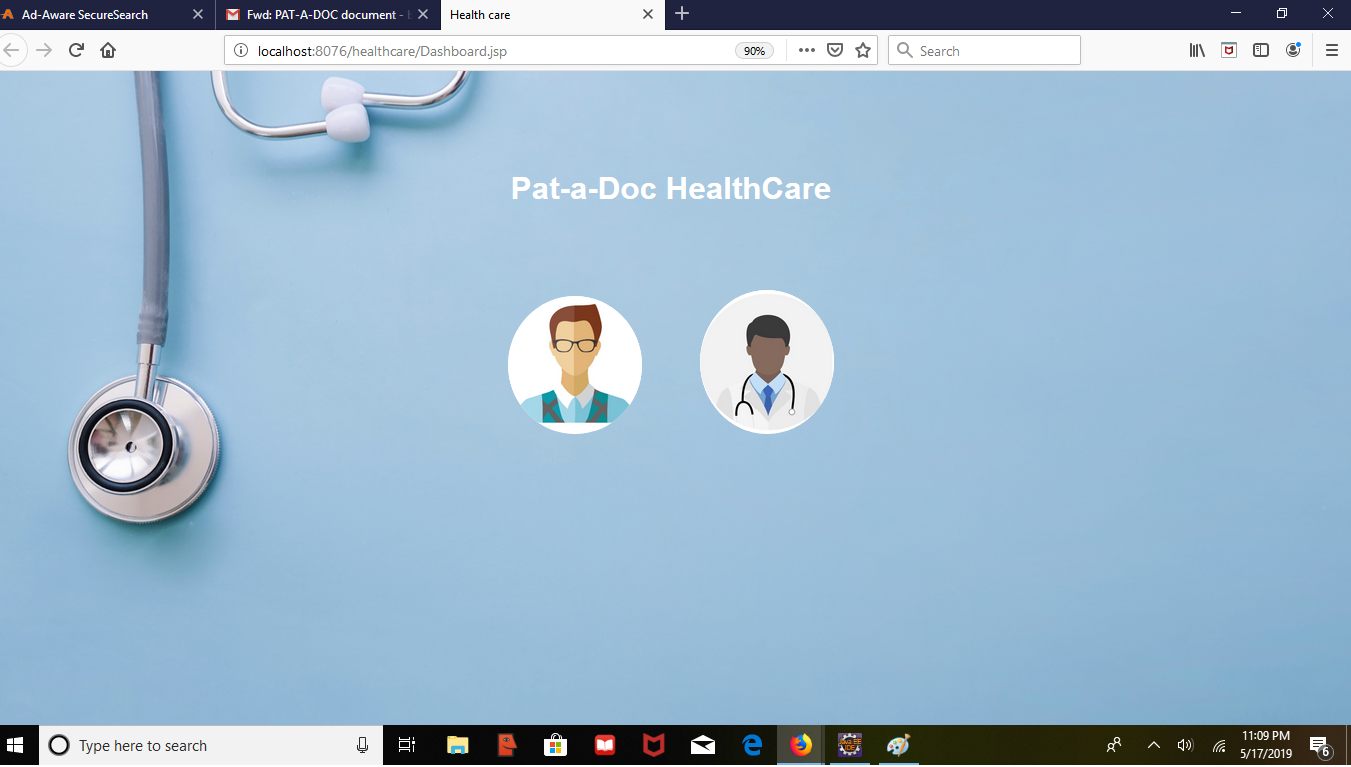 Ad-Aware SecureSearch
Fwd: PAT-A-DOC document -
Health care
localhost:8076/healthcare/Dashboard.jsp
90%
Search
Pat-a-Doc HealthCare
Type here to search
11:09 PM
5/17/2019
6